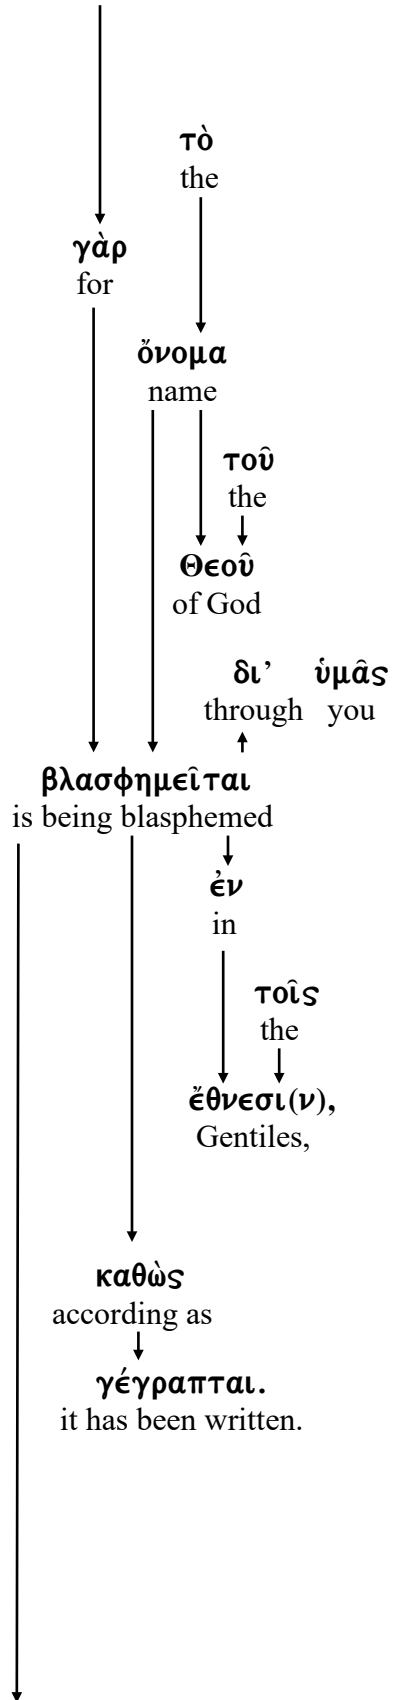 τὸ
the
γὰρ
for
ὄνομα
name
τοῦ
the
Θεοῦ
of God
δι’ ὑμᾶς
through you
βλασφημεῖται
is being blasphemed
ἐν
in
τοῖς
the
ἔθνεσι(ν),
Gentiles,
καθὼς
according as
γέγραπται.
it has been written.